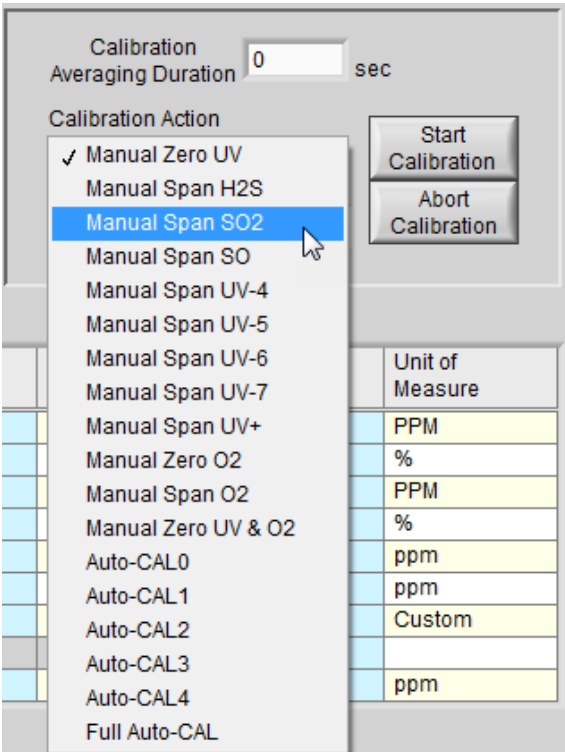 Calibration
Averaging Duration 0 sec
Calibration Action
✓ Manual Zero UV
Manual Span H2S
Manual Span SO2
Manual Span SO
Manual Span UV-4
Manual Span UV-5
Manual Span UV-6
Manual Span UV-7
Manual Span UV+
Manual Zero O2
Manual Span O2
Manual Zero UV & O2
Auto-CAL0
Auto-CAL1
Auto-CAL2
Auto-CAL3
Auto-CAL4
Full Auto-CAL
Start
Calibration
Abort
Calibration
Unit of
Measure
PPM
%
PPM
%
ppm
ppm
Custom
ppm